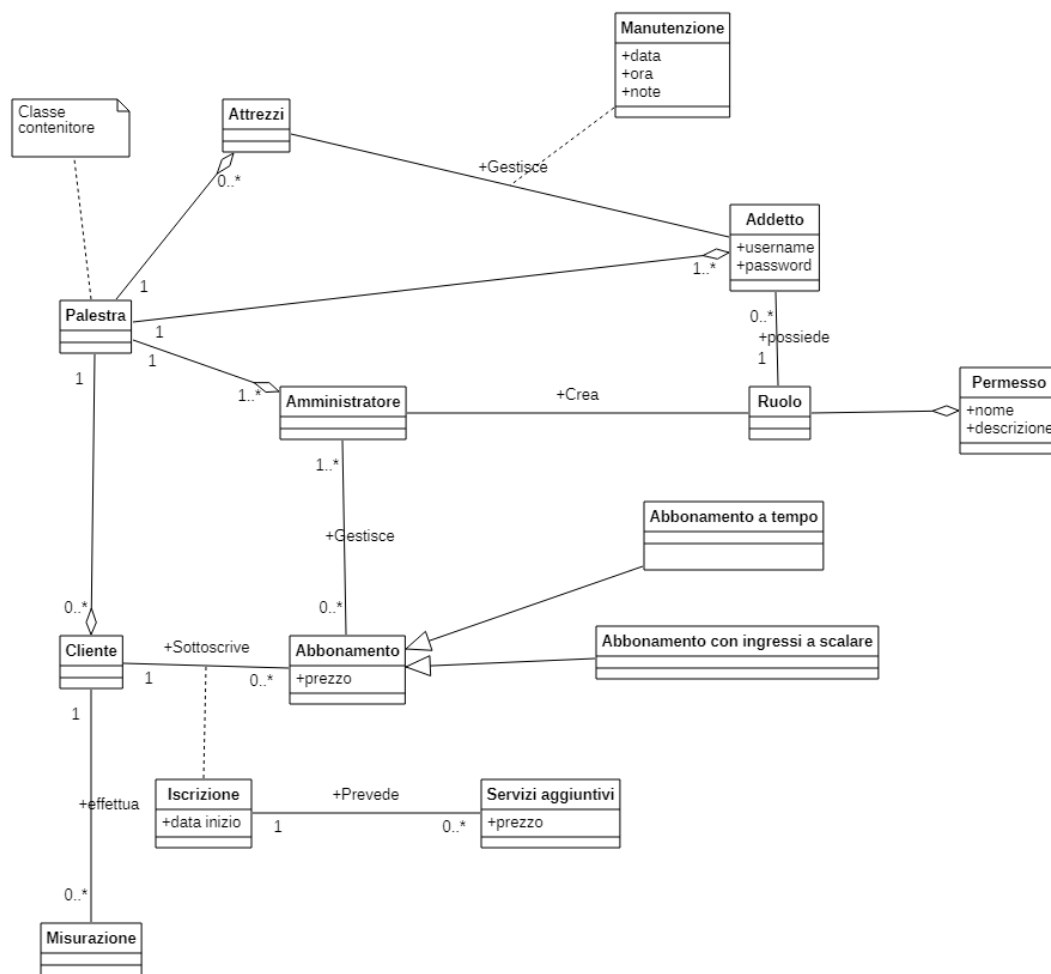 Manutenzione
+data
+ora
+note
Classe
contenitore
Attrezzi
+Gestisce
0..*
Addetto
+username
+password
1..*
1
Palestra
1
1
1
0..*
+possiede
1
1..*
Amministratore
+Crea
Ruolo
Permesso
+nome
+descrizione
1..*
+Gestisce
0..*
Abbonamento a tempo
0..*
Cliente
+Sottoscrive
1
0..*
Abbonamento
+prezzo
Abbonamento con ingressi a scalare
1
+effettua
Iscrizione
+data inizio
+Prevede
1
0..*
Servizi aggiuntivi
+prezzo
0..*
Misurazione